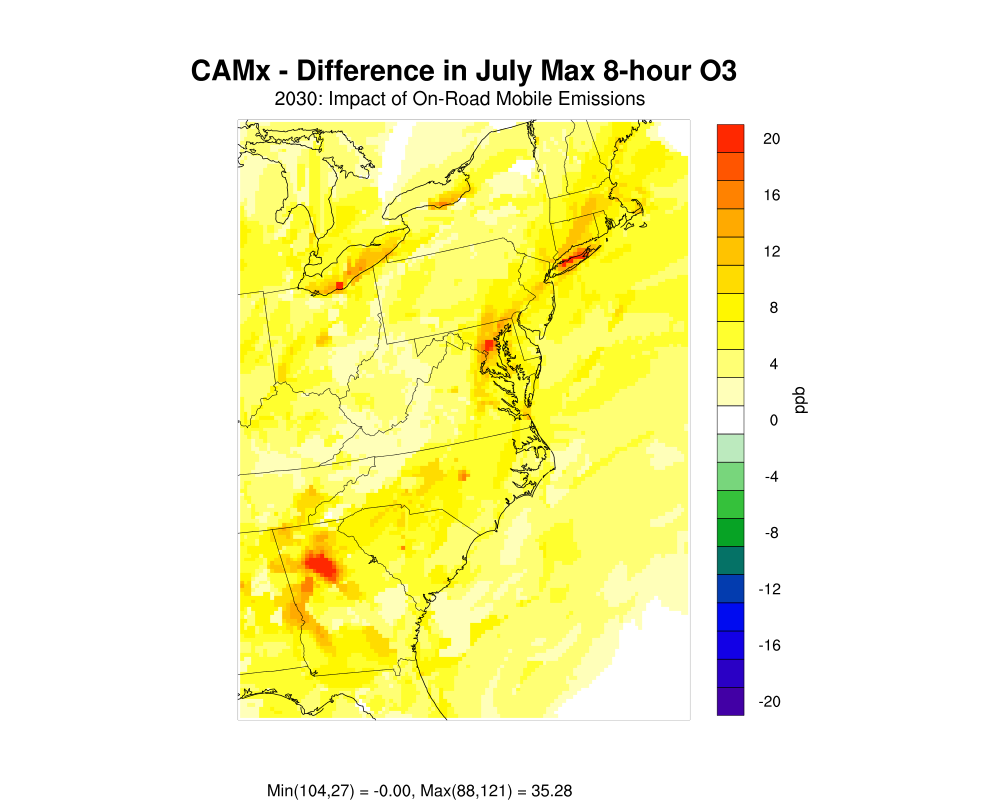 CAMx - Difference in July Max 8-hour O3
2030: Impact of On-Road Mobile Emissions
20
16
12
8
4
0
-4
-8
-12
-16
-20
ppb
Min(104,27) = -0.00, Max(88,121) = 35.28